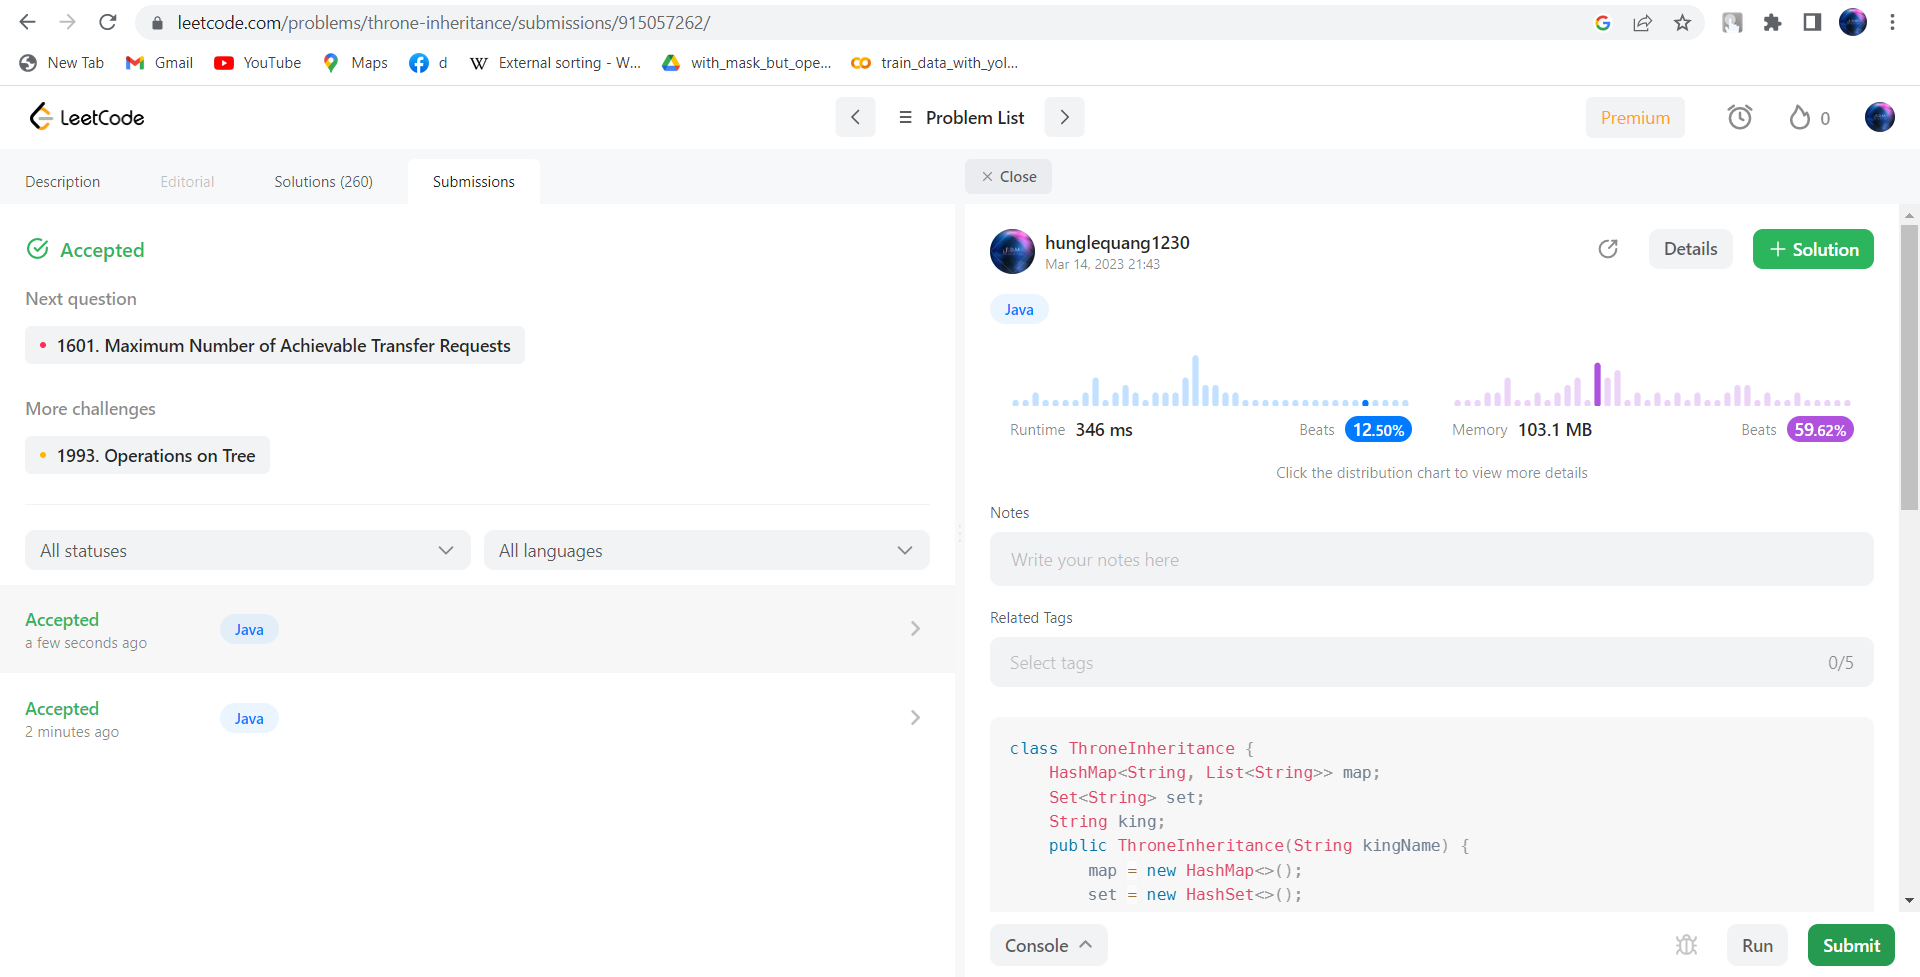 leetcode.com/problems/throne-inheritance/submissions/915057262/
New Tab Gmail YouTube Maps d External sorting - W... with_mask_but_ope... train_data_with_yol...
LeetCode Problem List Premium 0
Description Editorial Solutions (260) Submissions
Accepted
Next question
1601. Maximum Number of Achievable Transfer Requests
More challenges
1993. Operations on Tree
All statuses All languages
Accepted Java
a few seconds ago
Accepted Java
2 minutes ago
Close
hunglequang1230
Mar 14, 2023 21:43
Details + Solution
Java
Runtime 346 ms Beats 12.50% Memory 103.1 MB Beats 59.62%
Click the distribution chart to view more details
Notes
Write your notes here
Related Tags
Select tags 0/5
class ThroneInheritance {
    HashMap<String, List<String>> map;
    Set<String> set;
    String king;
    public ThroneInheritance(String kingName) {
        map = new HashMap<>();
        set = new HashSet<>();
Console Run Submit